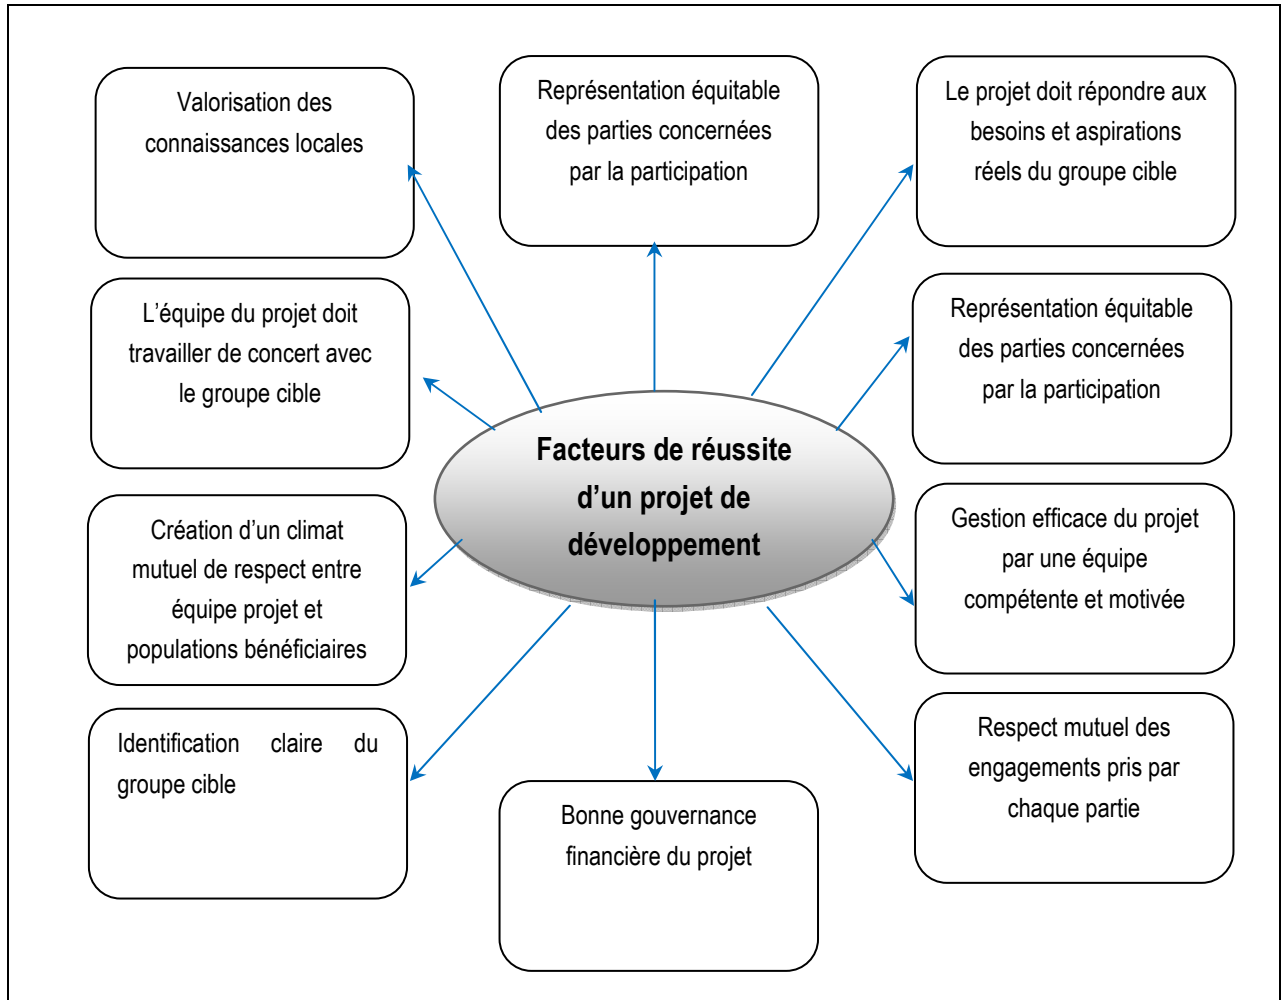 Valorisation des
connaissances locales
Représentation équitable
des parties concernées
par la participation
Le projet doit répondre aux
besoins et aspirations
réels du groupe cible
L’équipe du projet doit
travailler de concert avec
le groupe cible
Représentation équitable
des parties concernées
par la participation
Facteurs de réussite
d’un projet de
développement
Création d’un climat
mutuel de respect entre
équipe projet et
populations bénéficiaires
Gestion efficace du projet
par une équipe
compétente et motivée
Identification claire du
groupe cible
Bonne gouvernance
financière du projet
Respect mutuel des
engagements pris par
chaque partie